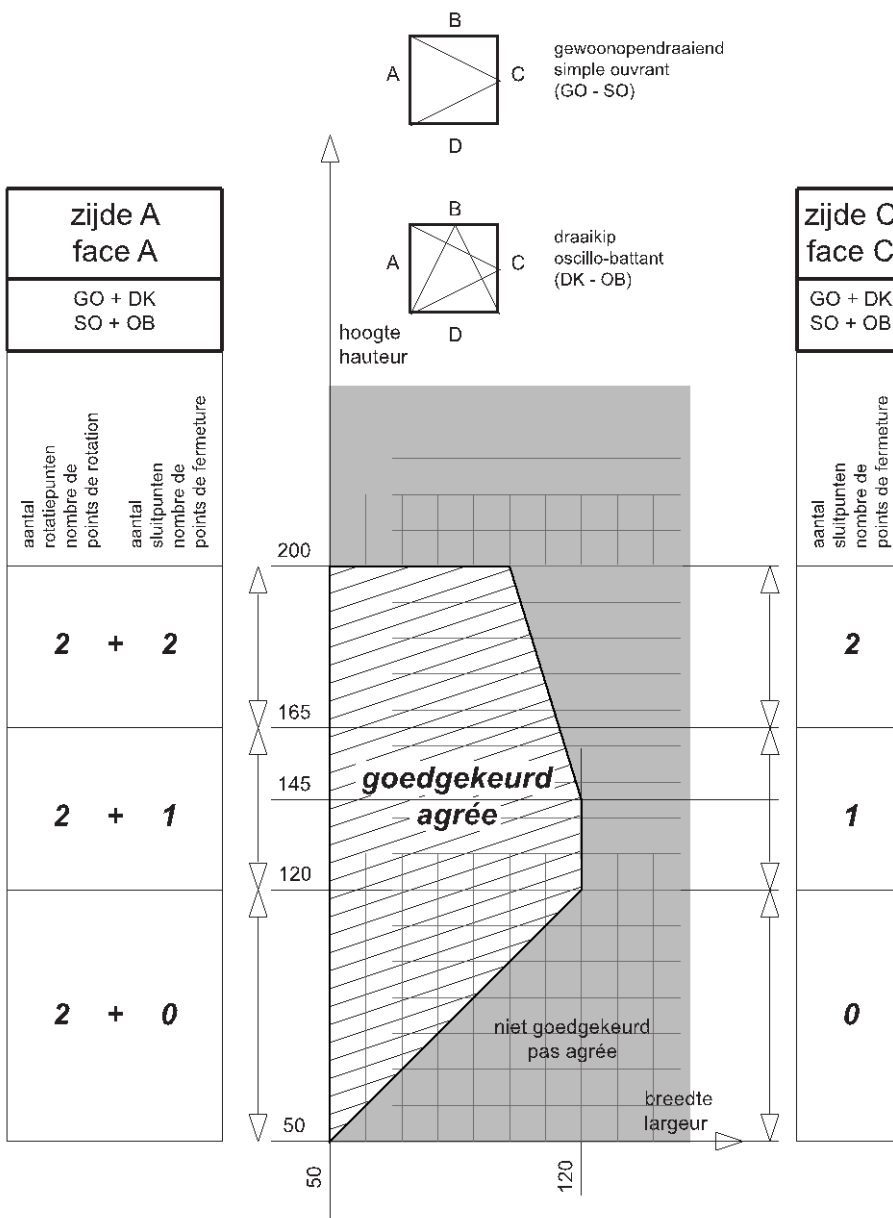 B
A
C
D
gewoonopendraaiend
simple ouvrant
(GO - SO)
zijde A
face A
GO + DK
SO + OB
B
A
C
D
draaikip
oscillo-battant
(DK - OB)
zijde C
face C
GO + DK
SO + OB
hoogte
hauteur
aantal
rotatiepunten
nombre de
points de rotation
aantal
sluitpunten
nombre de
points de fermeture
aantal
sluitpunten
nombre de
points de fermeture
200
2 + 2
2
165
goedgekeurd
agrée
145
2 + 1
1
120
2 + 0
0
niet goedgekeurd
pas agrée
breedte
largeur
50
50
120